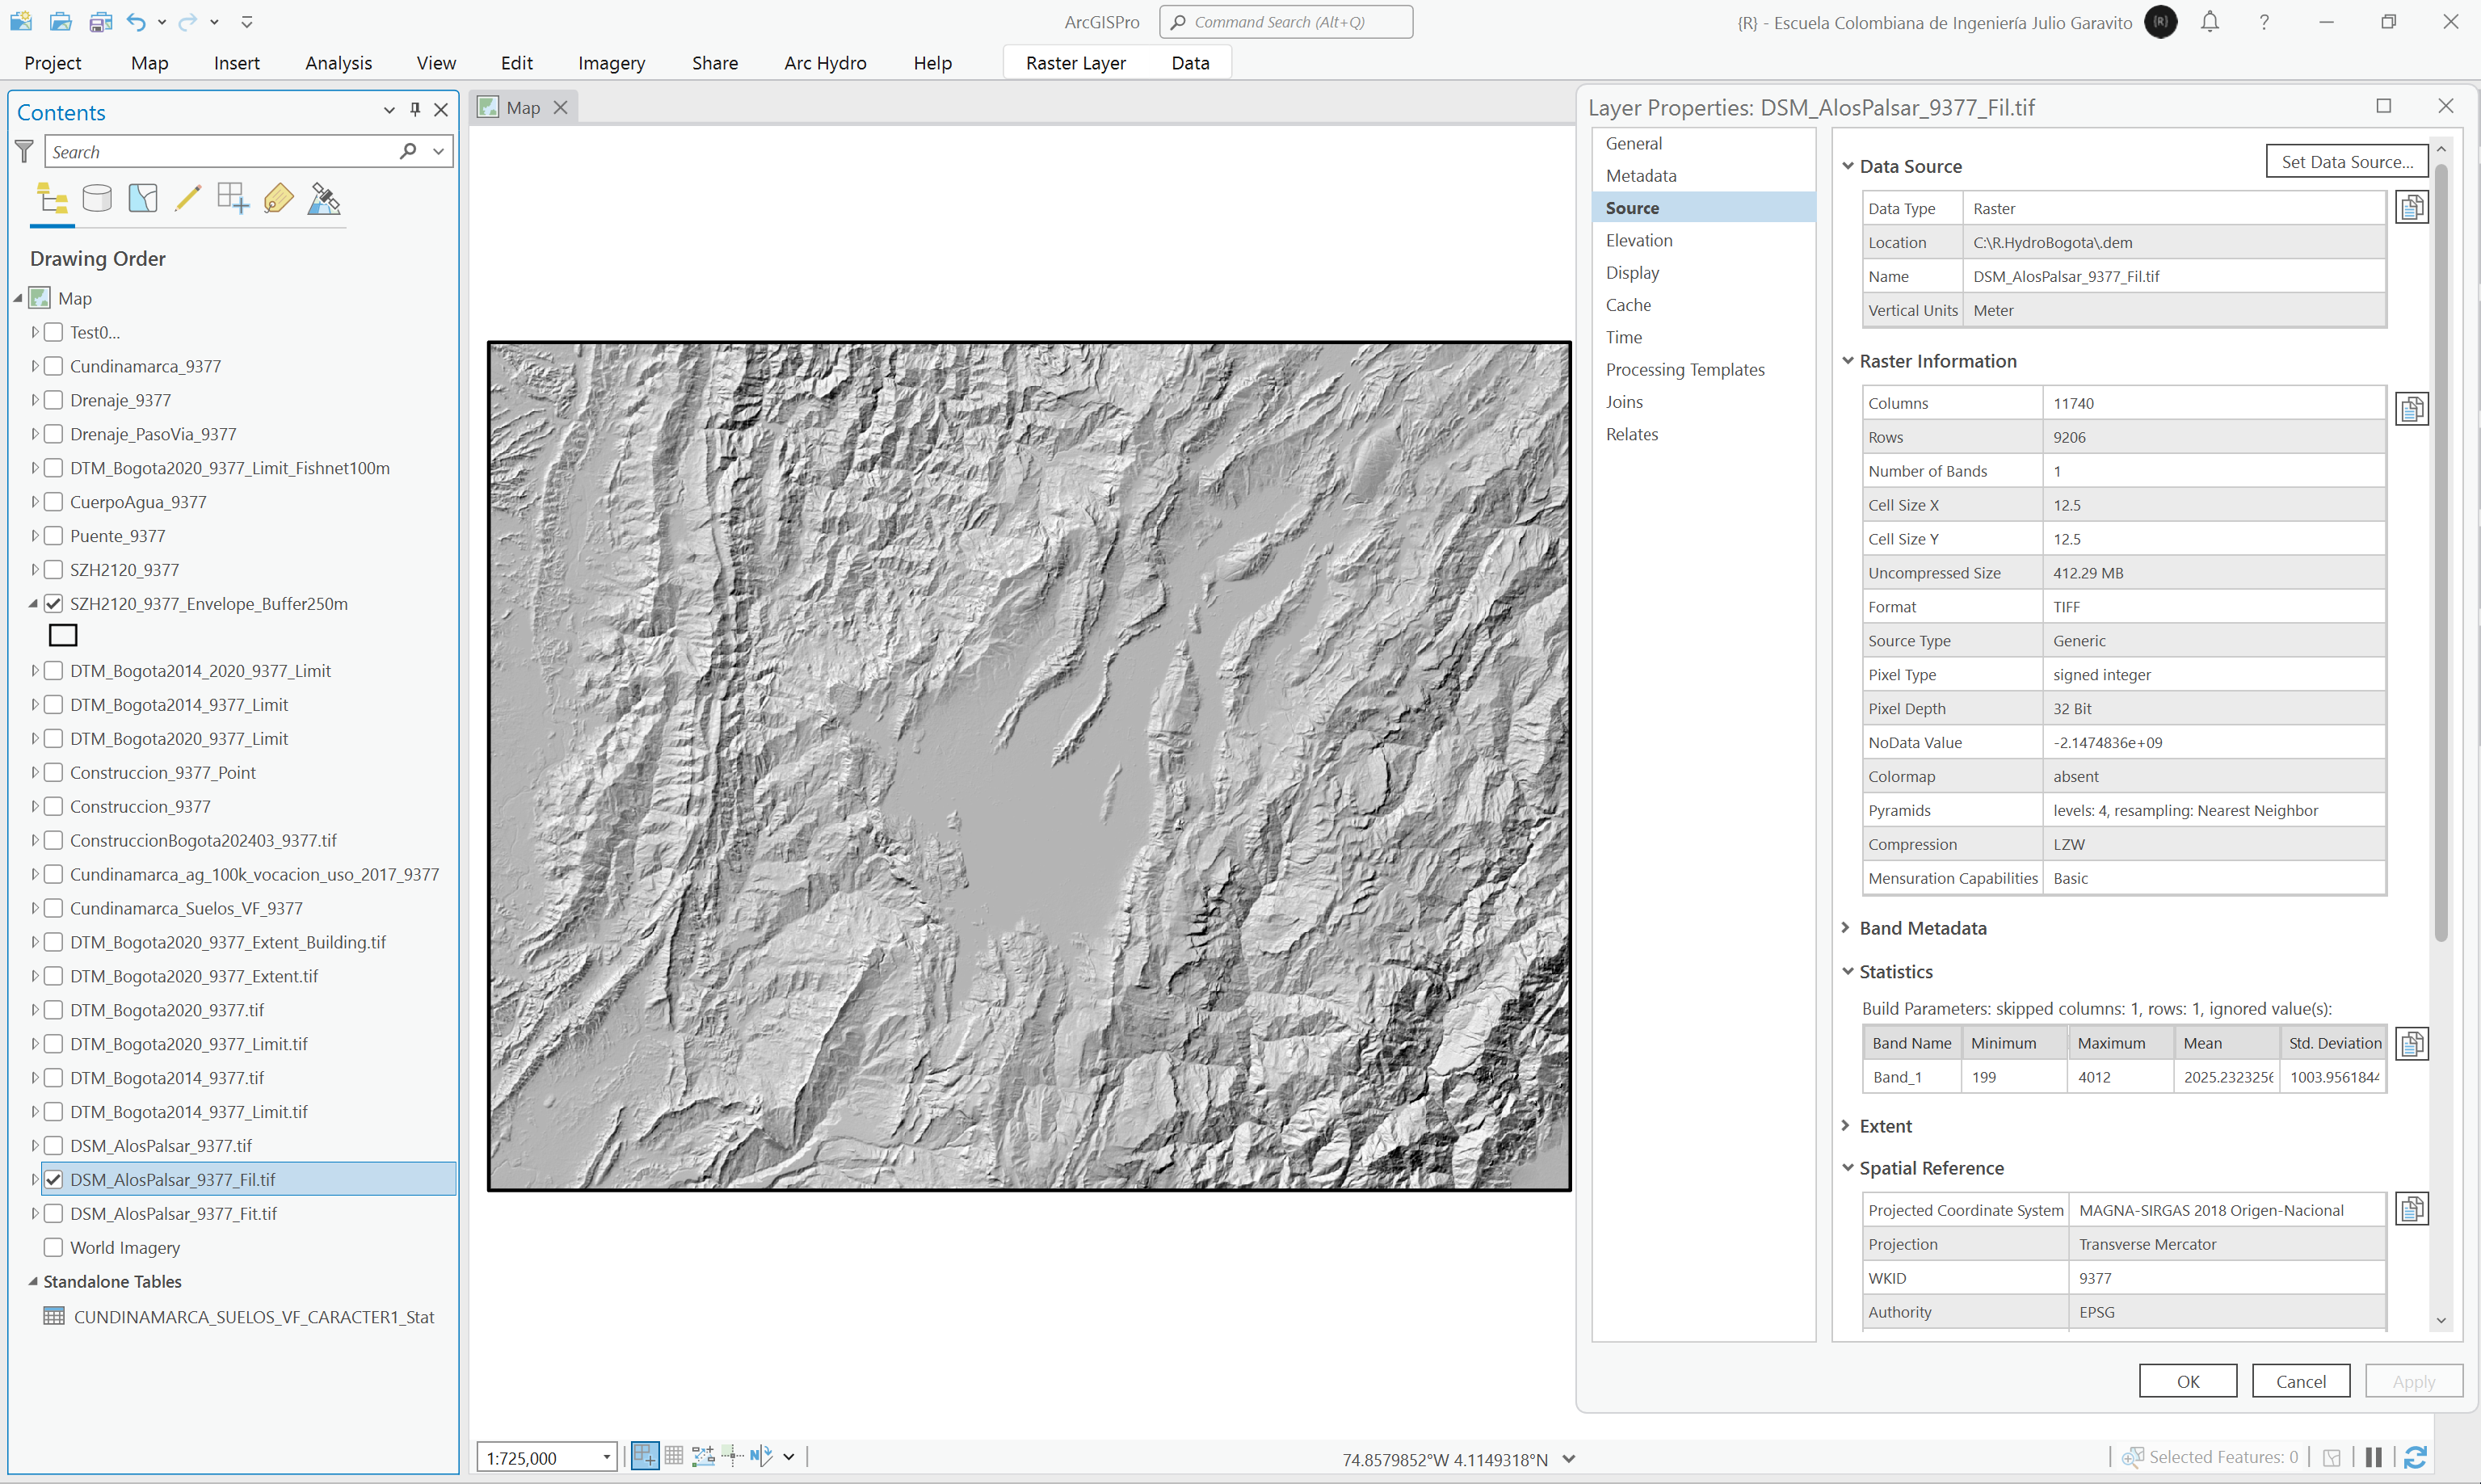 ArcGISPro
Command Search (Alt+Q)
{R} - Escuela Colombiana de Ingeniería Julio Garavito
{R}
Project Map Insert Analysis View Edit Imagery Share Arc Hydro Help Raster Layer Data
Contents
Search
Drawing Order
Map
Test0...
Cundinamarca_9377
Drenaje_9377
Drenaje_PasoVia_9377
DTM_Bogota2020_9377_Limit_Fishnet100m
CuerpoAgua_9377
Puente_9377
SZH2120_9377
SZH2120_9377_Envelope_Buffer250m
DTM_Bogota2014_2020_9377_Limit
DTM_Bogota2014_9377_Limit
DTM_Bogota2020_9377_Limit
Construccion_9377_Point
Construccion_9377
ConstruccionBogota202403_9377.tif
Cundinamarca_ag_100k_vocacion_uso_2017_9377
Cundinamarca_Suelos_VF_9377
DTM_Bogota2020_9377_Extent_Building.tif
DTM_Bogota2020_9377_Extent.tif
DTM_Bogota2020_9377.tif
DTM_Bogota2020_9377_Limit.tif
DTM_Bogota2014_9377.tif
DTM_Bogota2014_9377_Limit.tif
DSM_AlosPalsar_9377.tif
DSM_AlosPalsar_9377_Fil.tif
DSM_AlosPalsar_9377_Fit.tif
World Imagery
Standalone Tables
CUNDINAMARCA_SUELOS_VF_CARACTER1_Stat
Map
1:725,000
74.8579852°W 4.1149318°N
Selected Features: 0
Layer Properties: DSM_AlosPalsar_9377_Fil.tif
General
Metadata
Source
Elevation
Display
Cache
Time
Processing Templates
Joins
Relates
Data Source
Set Data Source...
Data Type Raster
Location C:\R.HydroBogota\.dem
Name DSM_AlosPalsar_9377_Fil.tif
Vertical Units Meter
Raster Information
Columns 11740
Rows 9206
Number of Bands 1
Cell Size X 12.5
Cell Size Y 12.5
Uncompressed Size 412.29 MB
Format TIFF
Source Type Generic
Pixel Type signed integer
Pixel Depth 32 Bit
NoData Value -2.1474836e+09
Colormap absent
Pyramids levels: 4, resampling: Nearest Neighbor
Compression LZW
Mensuration Capabilities Basic
Band Metadata
Statistics
Build Parameters: skipped columns: 1, rows: 1, ignored value(s):
Band Name Minimum Maximum Mean Std. Deviation
Band_1 199 4012 2025.2323256 1003.9561844
Extent
Spatial Reference
Projected Coordinate System MAGNA-SIRGAS 2018 Origen-Nacional
Projection Transverse Mercator
WKID 9377
Authority EPSG
OK Cancel Apply